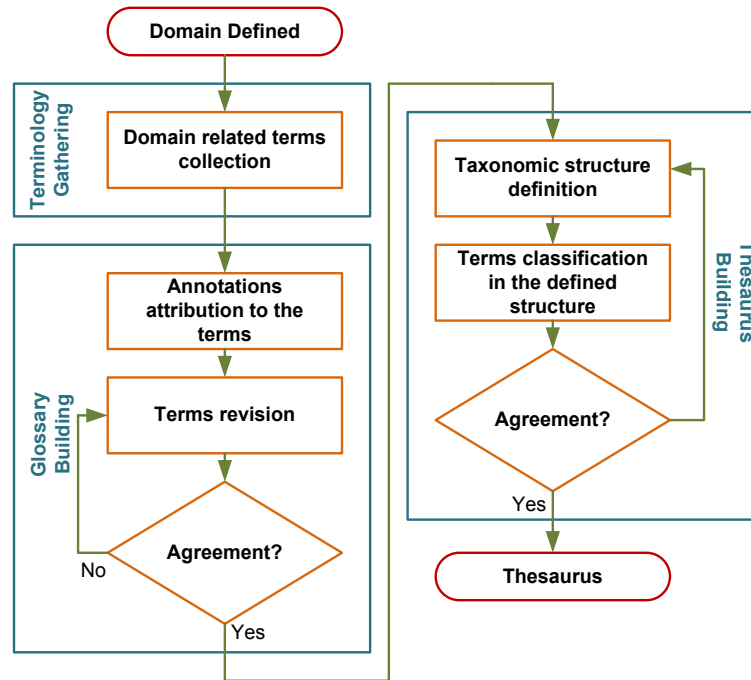 Domain Defined
Terminology
Gathering
Domain related terms
collection
Glossary
Building
Annotations
attribution to the
terms
Terms revision
Agreement?
No
Yes
Thesaurus
Building
Taxonomic structure
definition
Terms classification
in the defined
structure
Agreement?
Yes
Thesaurus